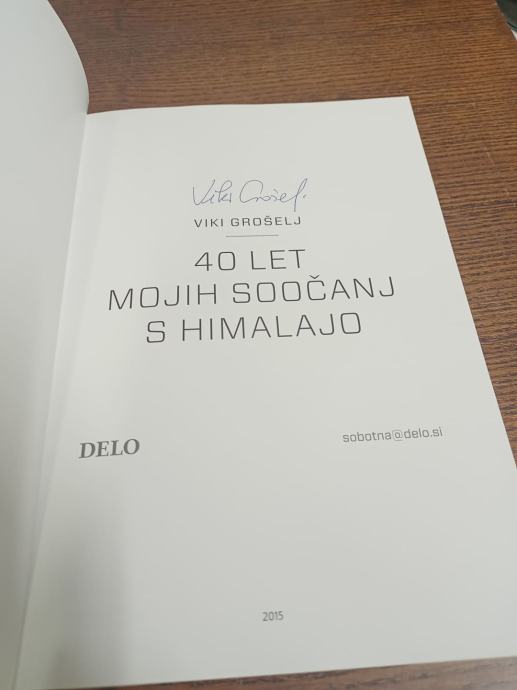 Viki Grošelj
VIKI GROŠELJ
40 LET
MOJIH SOOČANJ
S HIMALAJO
DELO
sobotna@delo.si
2015